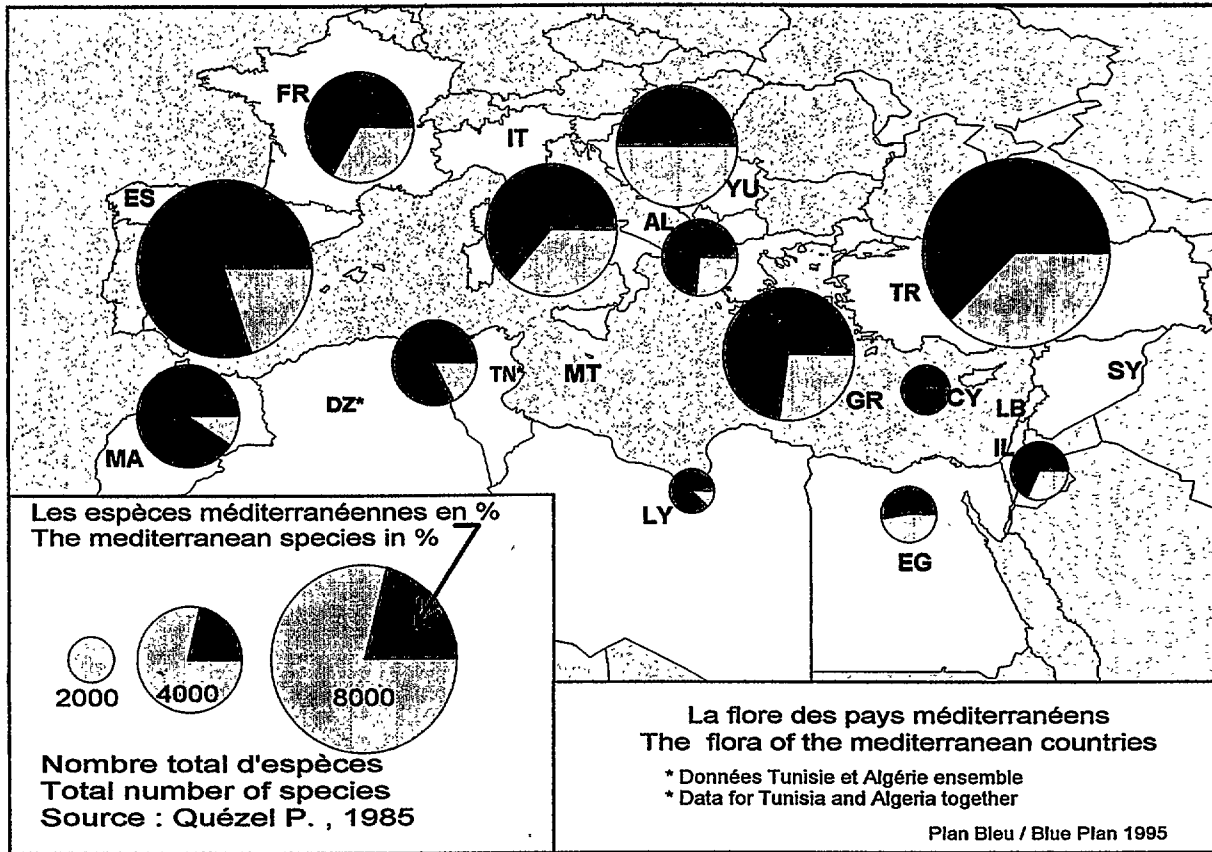 FR
IT
ES
YU
AL
TR
TN*
MT
SY
DZ*
GR
CY
LB
MA
IL
LY
EG
Les espèces méditerranéennes en %
The mediterranean species in %
2000
4000
8000
Nombre total d'espèces
Total number of species
Source : Quézel P. , 1985
La flore des pays méditerranéens
The flora of the mediterranean countries
* Données Tunisie et Algérie ensemble
* Data for Tunisia and Algeria together
Plan Bleu / Blue Plan 1995